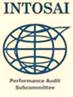 INTOSAI
Performance Audit
Subcommittee